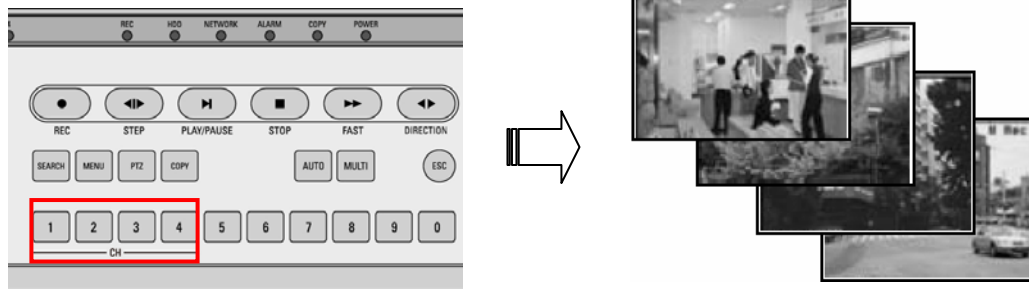 REC HDD NETWORK ALARM COPY POWER
REC STEP PLAY/PAUSE STOP FAST DIRECTION
SEARCH MENU PTZ COPY AUTO MULTI ESC
1 2 3 4 5 6 7 8 9 0
CH